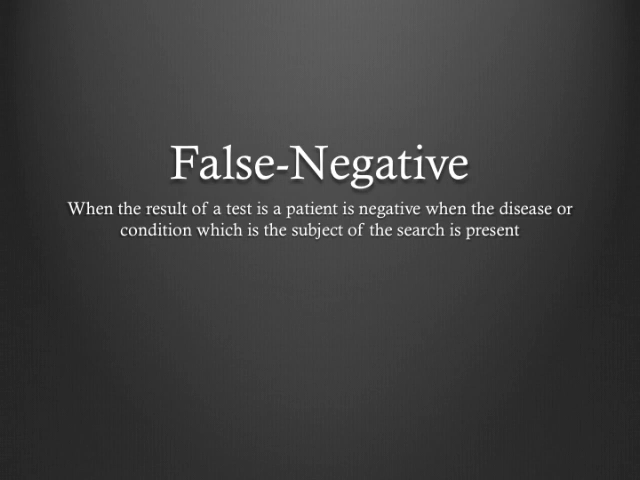 False-Negative
When the result of a test is a patient is negative when the disease or
condition which is the subject of the search is present